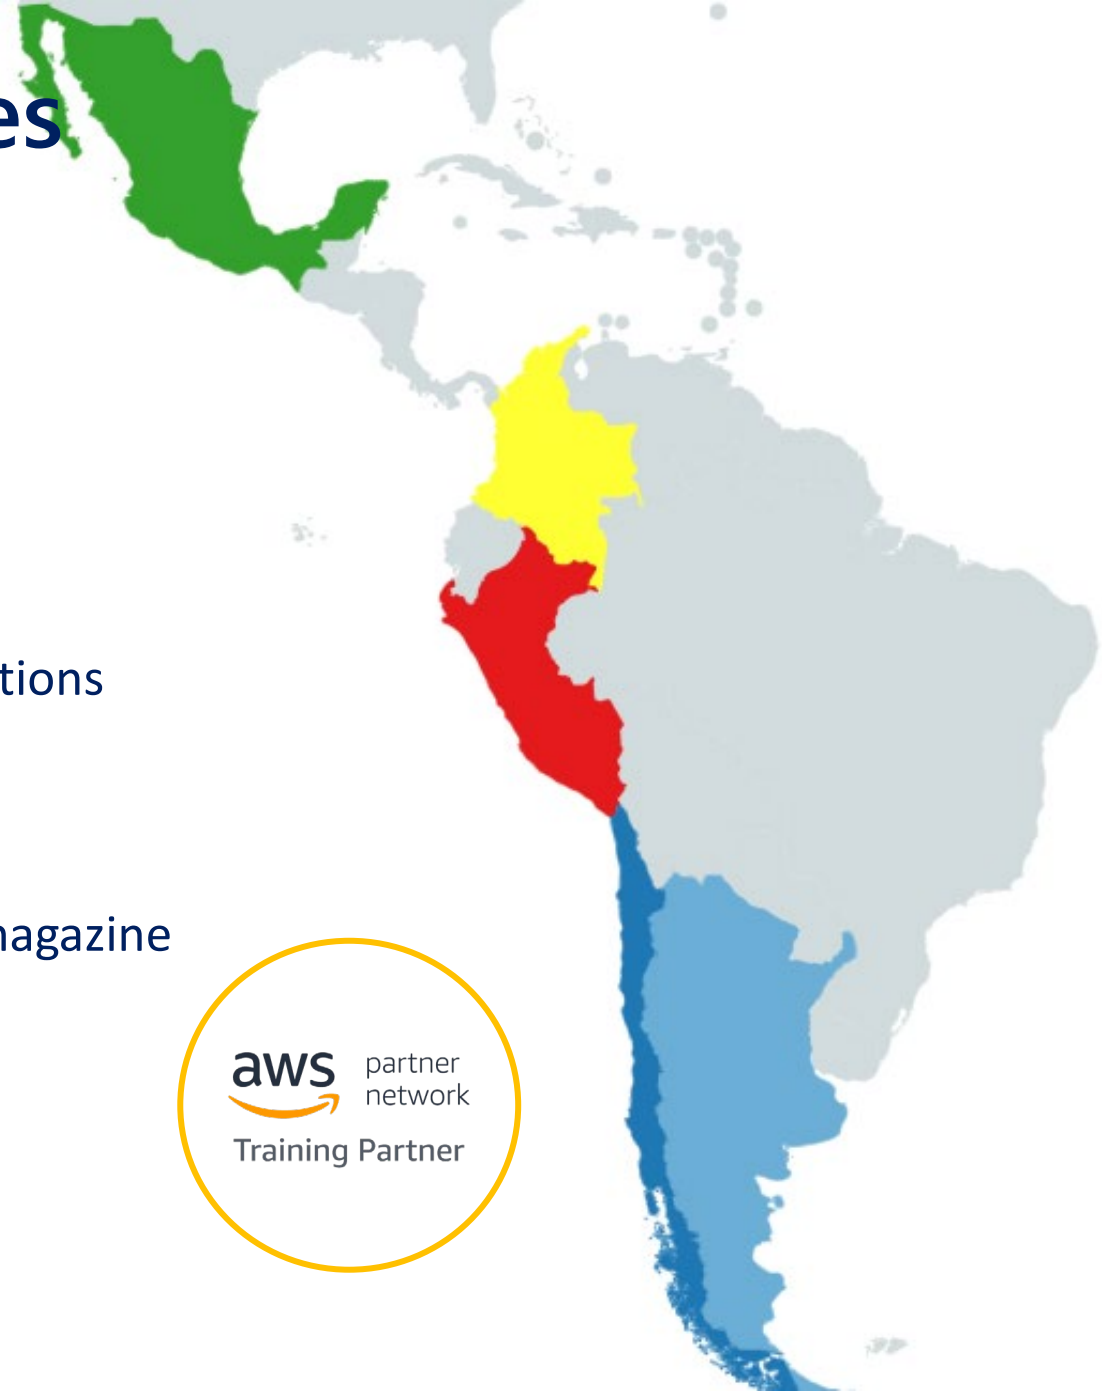 es
tions
nagazine
aws partner
network
Training Partner